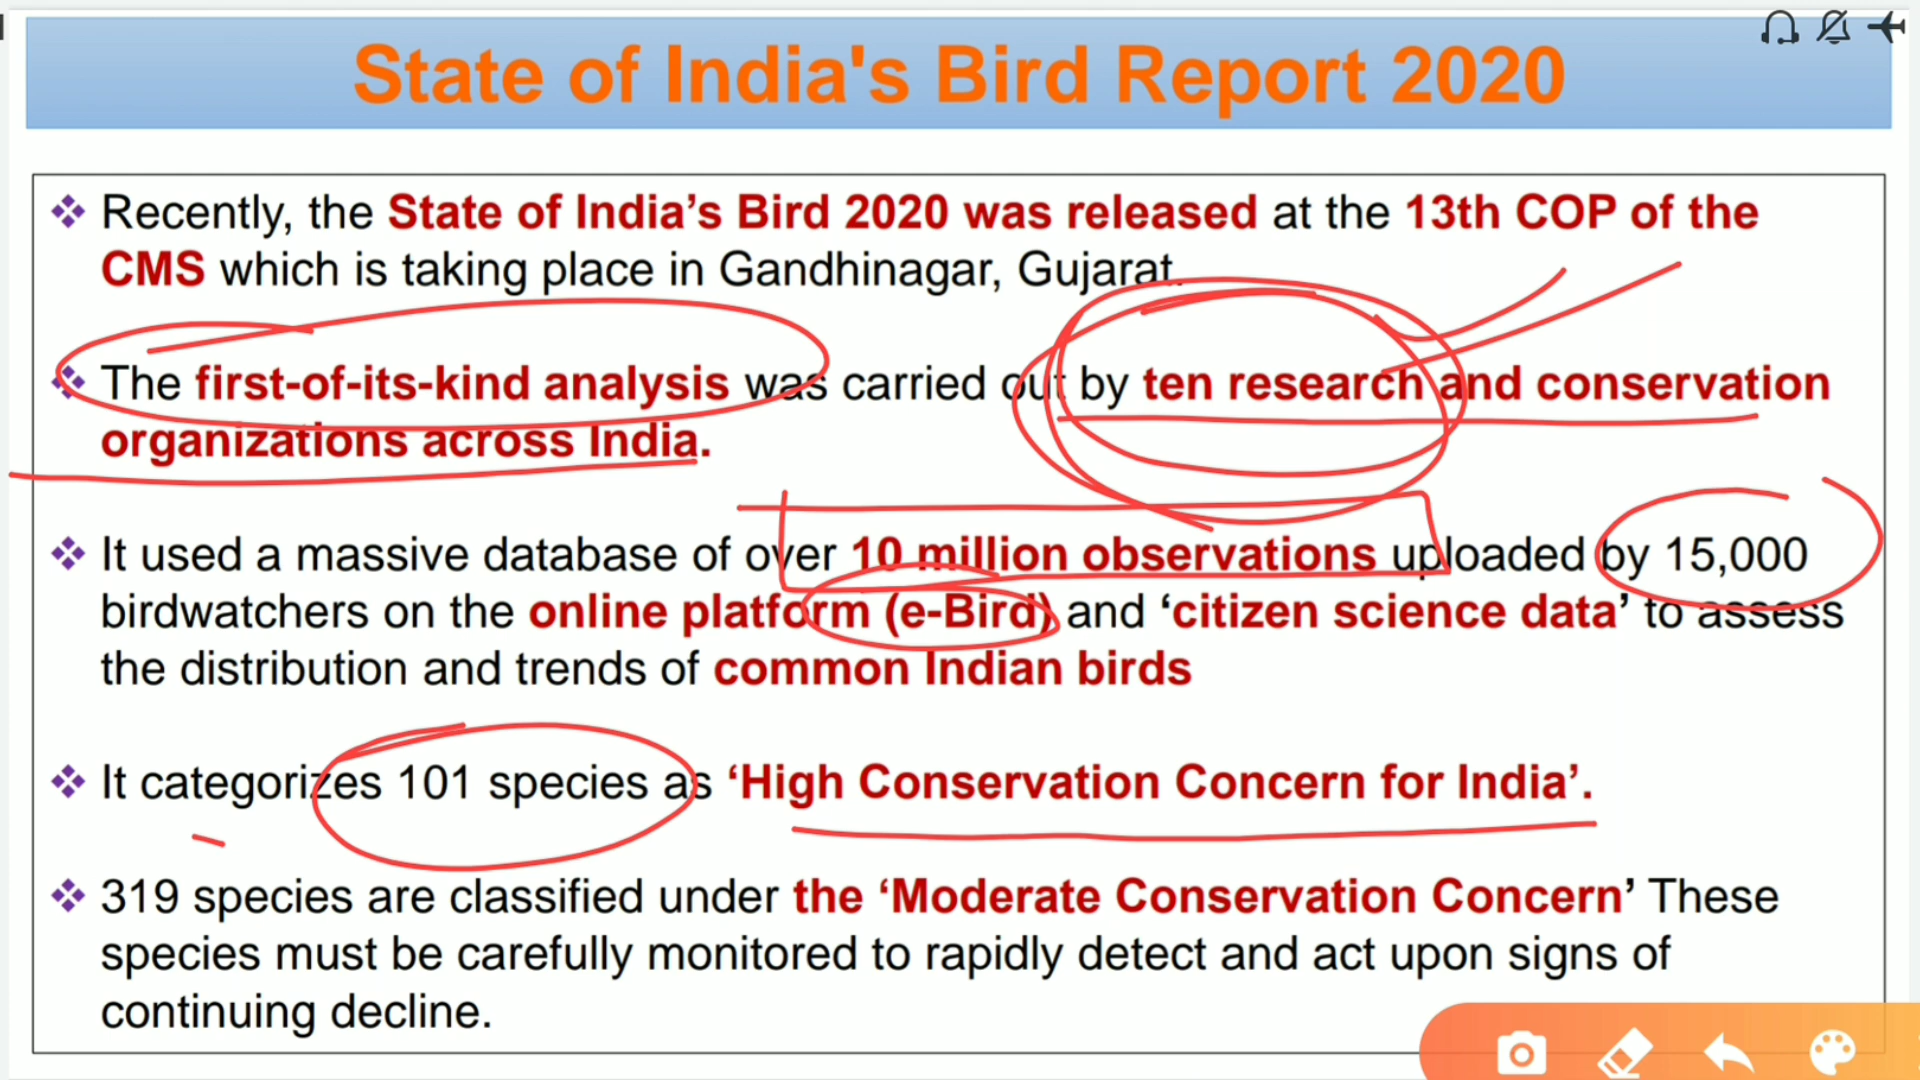 State of India's Bird Report 2020
❖ Recently, the State of India’s Bird 2020 was released at the 13th COP of the
CMS which is taking place in Gandhinagar, Gujarat.
❖ The first-of-its-kind analysis was carried out by ten research and conservation
organizations across India.
❖ It used a massive database of over 10 million observations uploaded by 15,000
birdwatchers on the online platform (e-Bird) and ‘citizen science data’ to assess
the distribution and trends of common Indian birds
❖ It categorizes 101 species as ‘High Conservation Concern for India’.
❖ 319 species are classified under the ‘Moderate Conservation Concern’ These
species must be carefully monitored to rapidly detect and act upon signs of
continuing decline.